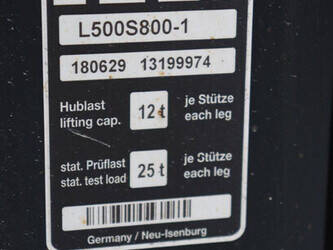 L500S800-1
180629 13199974
Hublast 12 t je Stütze
lifting cap. each leg
stat. Prüflast 25 t je Stütze
stat. test load each leg
Germany / Neu-Isenburg